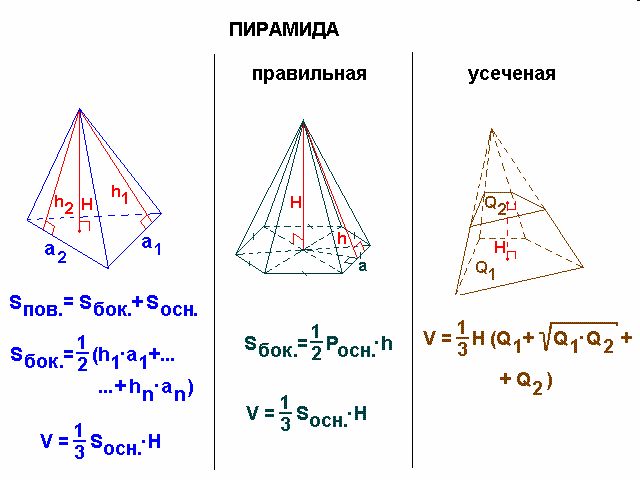 ПИРАМИДА
правильная
усеченая
h₂ H h₁
a₂ a₁
Sпов.= Sбок.+ Sосн.
Sбок.= 1/2 (h₁·a₁+...
...+ hn·an)
V = 1/3 Sосн.·H
H
h
a
Sбок.= 1/2 Pосн.·h
V = 1/3 Sосн.·H
Q₂
H
Q₁
V = 1/3 H (Q₁+ √Q₁·Q₂ +
+ Q₂ )